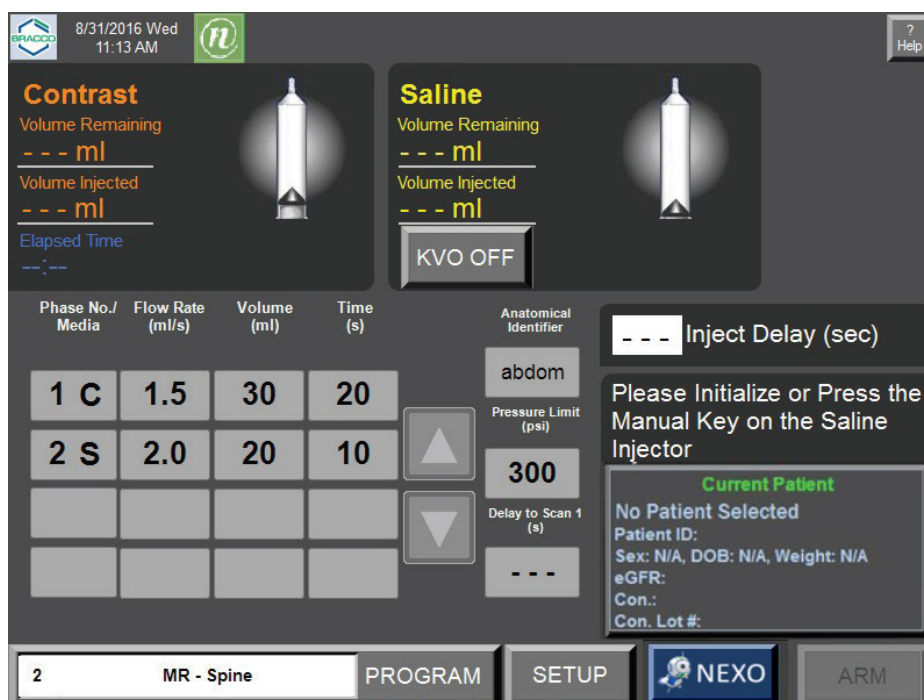 BRACCO
8/31/2016 Wed
11:13 AM
n
?
Help
Contrast
Volume Remaining
- - - ml
Volume Injected
- - - ml
Elapsed Time
--:--
Saline
Volume Remaining
- - - ml
Volume Injected
- - - ml
KVO OFF
Phase No./ Flow Rate Volume Time
Media (ml/s) (ml) (s)
1 C 1.5 30 20
2 S 2.0 20 10
Anatomical
Identifier
abdom
Pressure Limit
(psi)
300
Delay to Scan 1
(s)
- - -
- - - Inject Delay (sec)
Please Initialize or Press the
Manual Key on the Saline
Injector
Current Patient
No Patient Selected
Patient ID:
Sex: N/A, DOB: N/A, Weight: N/A
eGFR:
Con.:
Con. Lot #:
2 MR - Spine PROGRAM SETUP NEXO ARM